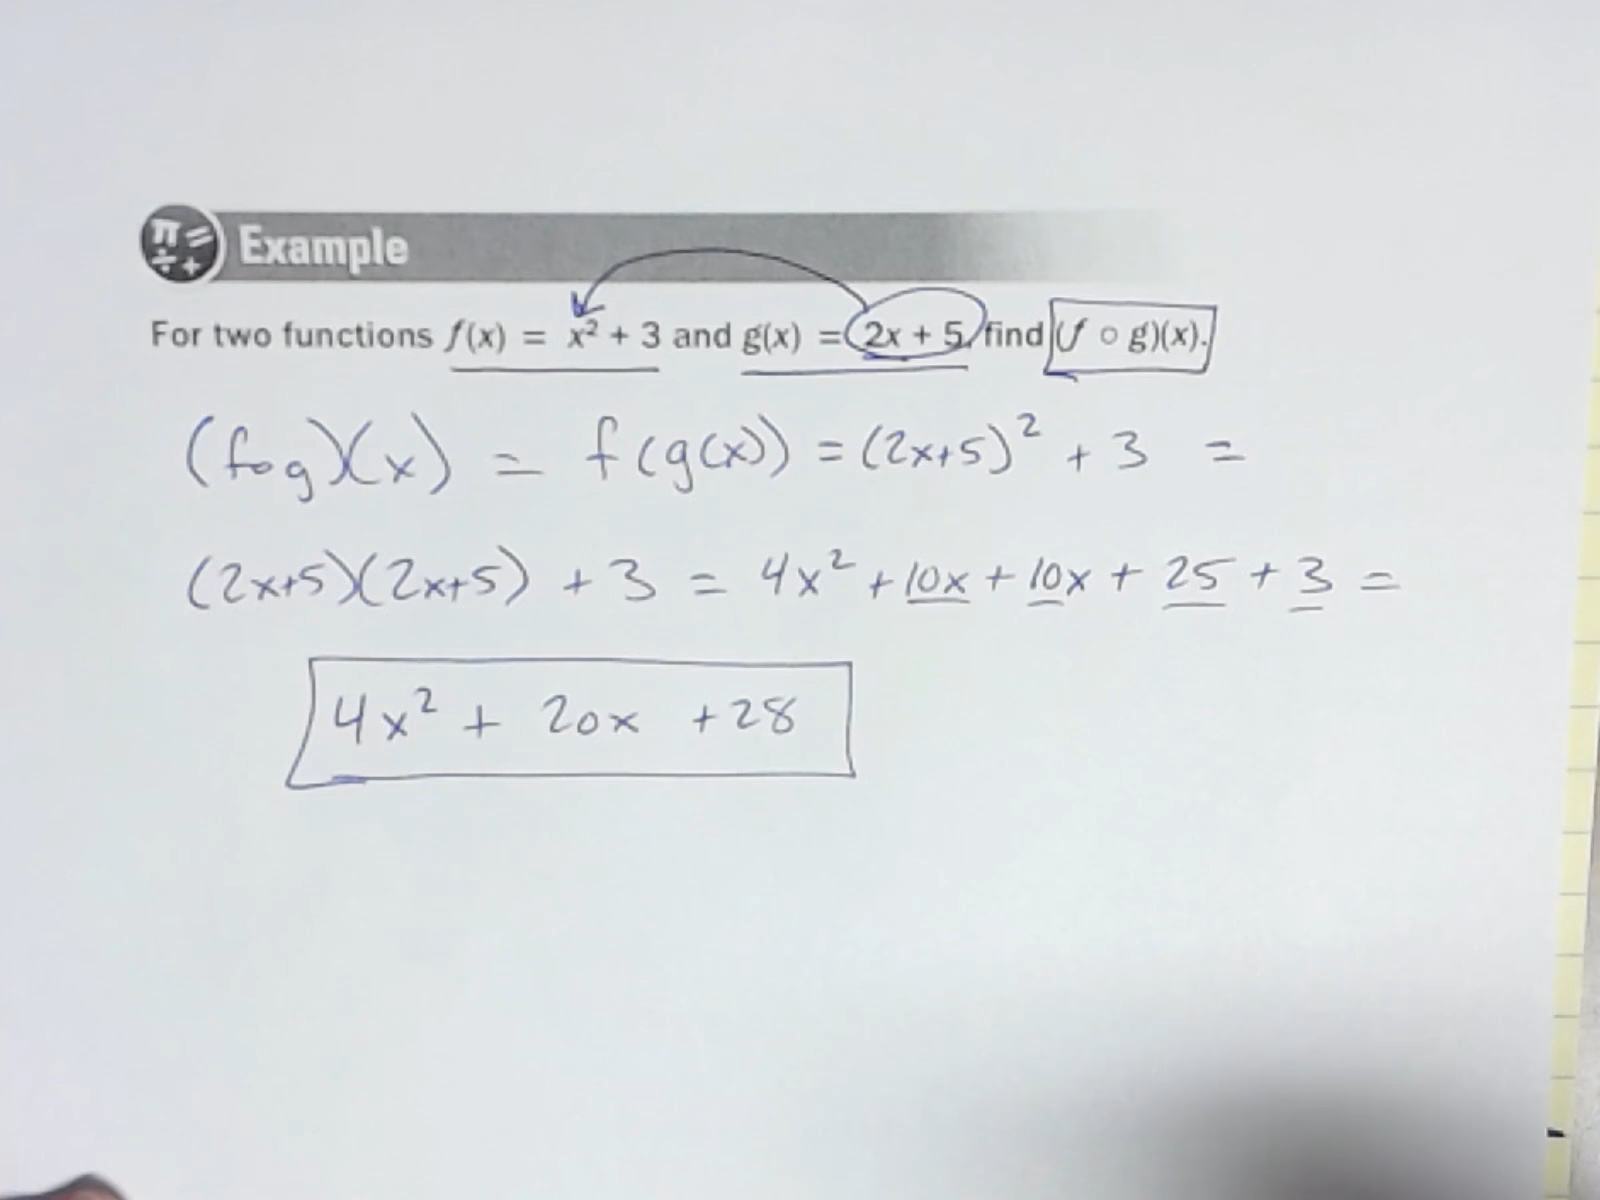 π=
÷+ Example
For two functions f(x) = x² + 3 and g(x) = 2x + 5, find (f ∘ g)(x).
(f∘g)(x) = f(g(x)) = (2x+5)² + 3 =
(2x+5)(2x+5) + 3 = 4x² + 10x + 10x + 25 + 3 =
4x² + 20x + 28